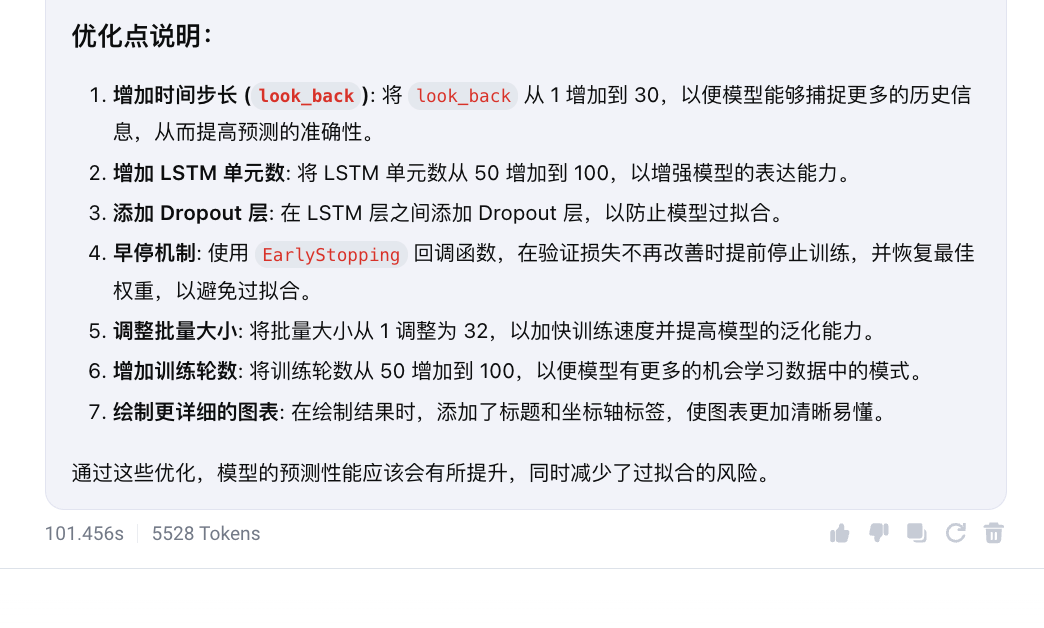 优化点说明：
1. 增加时间步长 (look_back): 将 look_back 从 1 增加到 30，以便模型能够捕捉更多的历史信
息，从而提高预测的准确性。
2. 增加 LSTM 单元数: 将 LSTM 单元数从 50 增加到 100，以增强模型的表达能力。
3. 添加 Dropout 层: 在 LSTM 层之间添加 Dropout 层，以防止模型过拟合。
4. 早停机制: 使用 EarlyStopping 回调函数，在验证损失不再改善时提前停止训练，并恢复最佳
权重，以避免过拟合。
5. 调整批量大小: 将批量大小从 1 调整为 32，以加快训练速度并提高模型的泛化能力。
6. 增加训练轮数: 将训练轮数从 50 增加到 100，以便模型有更多的机会学习数据中的模式。
7. 绘制更详细的图表: 在绘制结果时，添加了标题和坐标轴标签，使图表更加清晰易懂。
通过这些优化，模型的预测性能应该会有所提升，同时减少了过拟合的风险。
101.456s 5528 Tokens